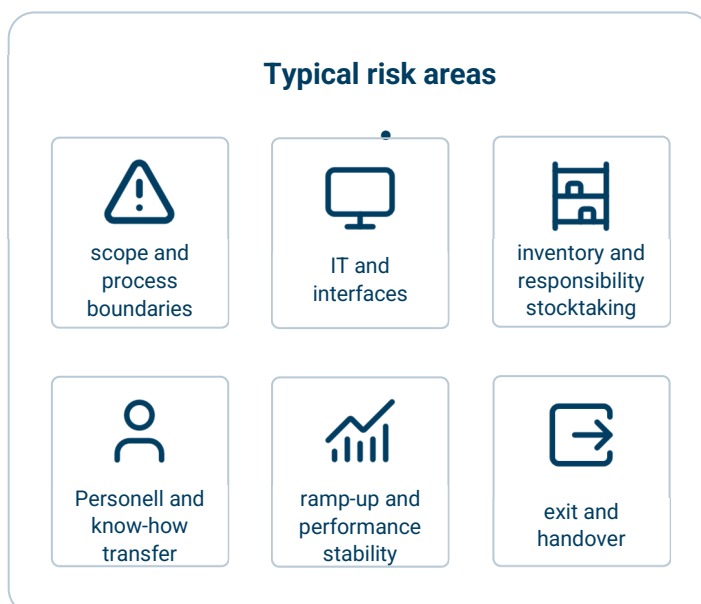 Typical risk areas
scope and
process
boundaries
IT and
interfaces
inventory and
responsibility
stocktaking
Personell and
know-how
transfer
ramp-up and
performance
stability
exit and
handover